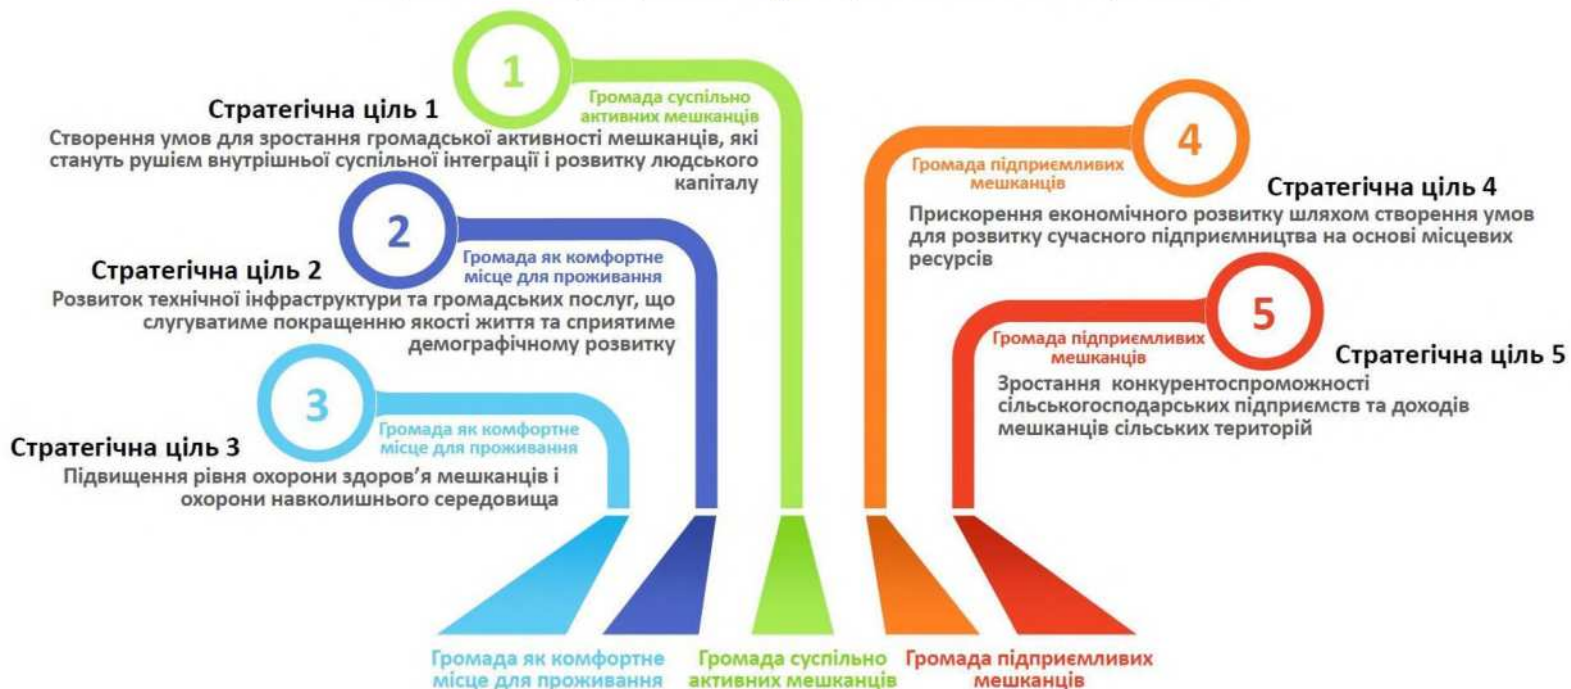 1
Громада суспільно
активних мешканців
Стратегічна ціль 1
Створення умов для зростання громадської активності мешканців, які
стануть рушієм внутрішньої суспільної інтеграції і розвитку людського
капіталу
2
Громада як комфортне
місце для проживання
Стратегічна ціль 2
Розвиток технічної інфраструктури та громадських послуг, що
слугуватиме покращенню якості життя та сприятиме
демографічному розвитку
3
Громада як комфортне
місце для проживання
Стратегічна ціль 3
Підвищення рівня охорони здоров’я мешканців і
охорони навколишнього середовища
4
Громада підприємливих
мешканців
Стратегічна ціль 4
Прискорення економічного розвитку шляхом створення умов
для розвитку сучасного підприємництва на основі місцевих
ресурсів
5
Громада підприємливих
мешканців
Стратегічна ціль 5
Зростання конкурентоспроможності
сільськогосподарських підприємств та доходів
мешканців сільських територій
Громада як комфортне
місце для проживання
Громада суспільно
активних мешканців
Громада підприємливих
мешканців